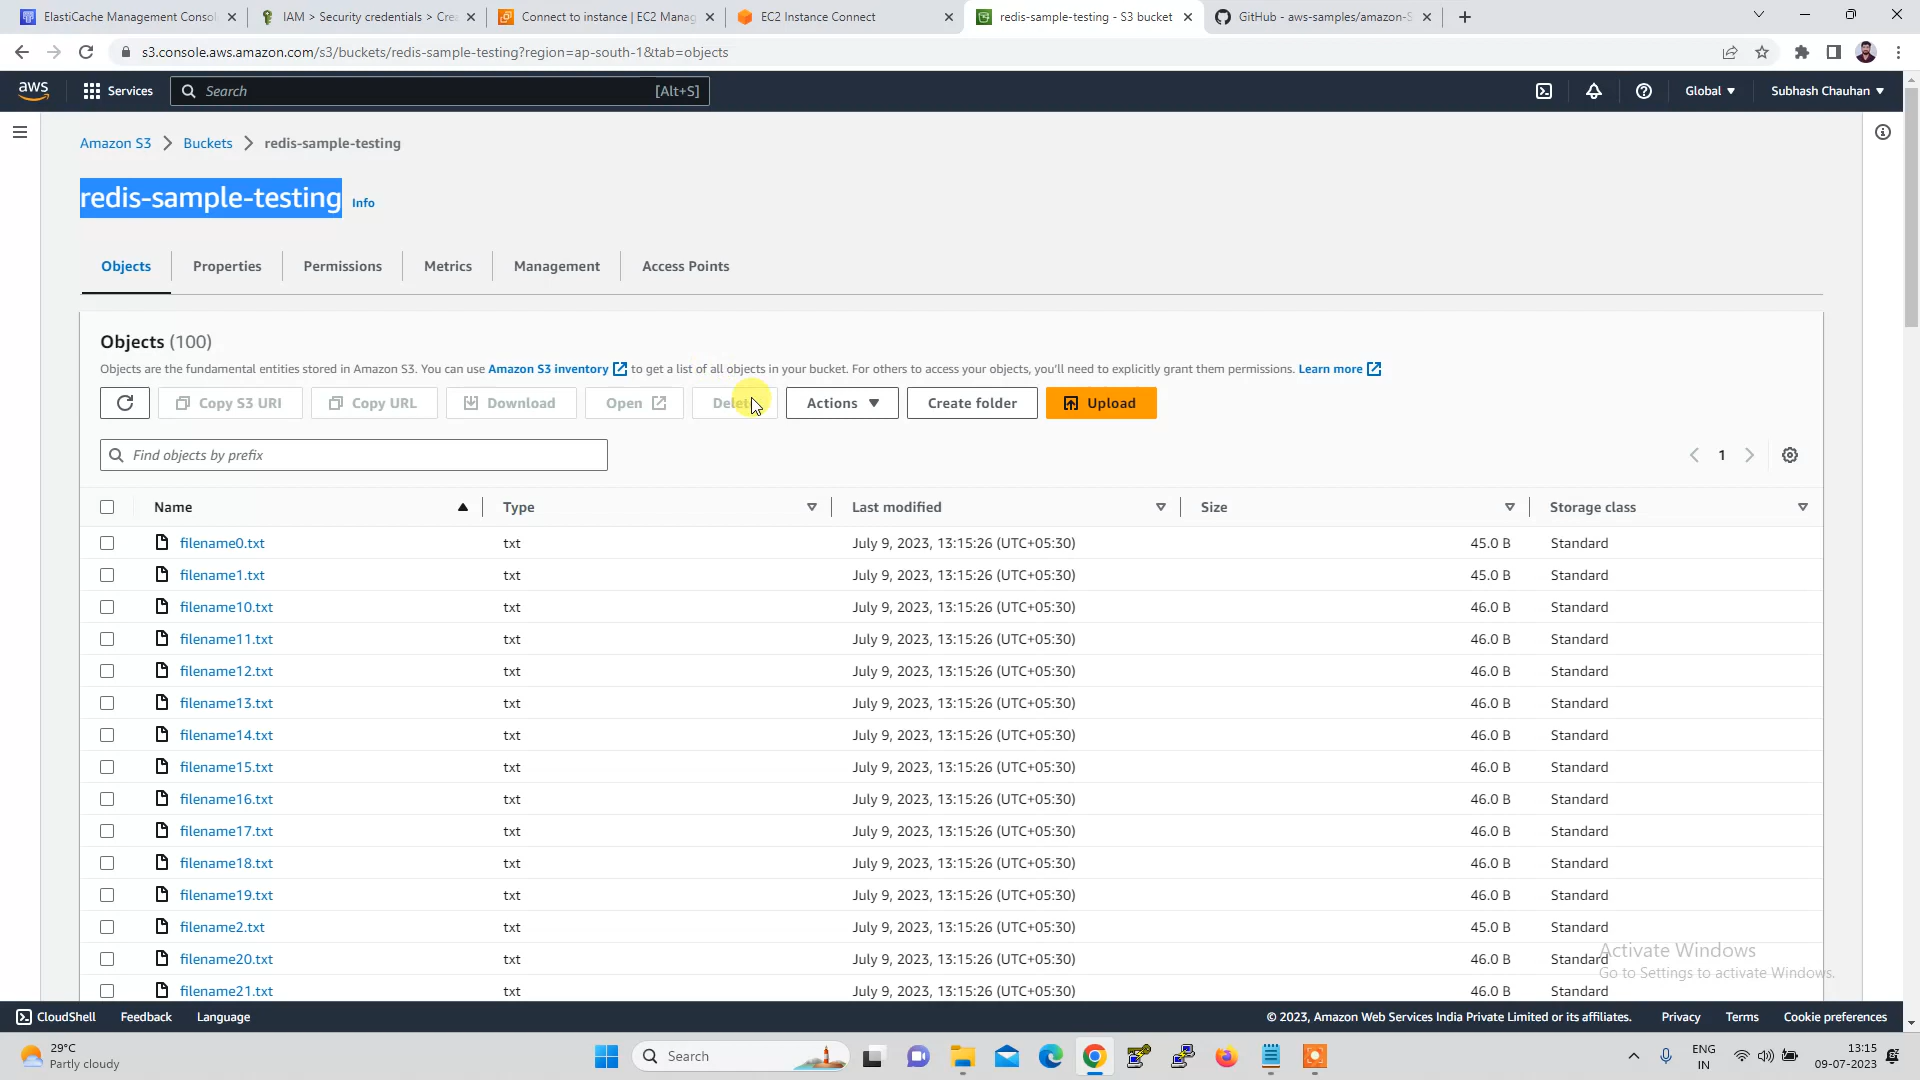 ElastiCache Management Consol
IAM > Security credentials > Crea
Connect to instance | EC2 Manag
EC2 Instance Connect
redis-sample-testing - S3 bucket
GitHub - aws-samples/amazon-S
s3.console.aws.amazon.com/s3/buckets/redis-sample-testing?region=ap-south-1&tab=objects
aws Services Search [Alt+S] Global Subhash Chauhan
Amazon S3 Buckets redis-sample-testing
redis-sample-testing Info
Objects Properties Permissions Metrics Management Access Points
Objects (100)
Objects are the fundamental entities stored in Amazon S3. You can use Amazon S3 inventory to get a list of all objects in your bucket. For others to access your objects, you'll need to explicitly grant them permissions. Learn more
Copy S3 URI Copy URL Download Open Delete Actions Create folder Upload
Find objects by prefix 1
Name Type Last modified Size Storage class
filename0.txt txt July 9, 2023, 13:15:26 (UTC+05:30) 45.0 B Standard
filename1.txt txt July 9, 2023, 13:15:26 (UTC+05:30) 45.0 B Standard
filename10.txt txt July 9, 2023, 13:15:26 (UTC+05:30) 46.0 B Standard
filename11.txt txt July 9, 2023, 13:15:26 (UTC+05:30) 46.0 B Standard
filename12.txt txt July 9, 2023, 13:15:26 (UTC+05:30) 46.0 B Standard
filename13.txt txt July 9, 2023, 13:15:26 (UTC+05:30) 46.0 B Standard
filename14.txt txt July 9, 2023, 13:15:26 (UTC+05:30) 46.0 B Standard
filename15.txt txt July 9, 2023, 13:15:26 (UTC+05:30) 46.0 B Standard
filename16.txt txt July 9, 2023, 13:15:26 (UTC+05:30) 46.0 B Standard
filename17.txt txt July 9, 2023, 13:15:26 (UTC+05:30) 46.0 B Standard
filename18.txt txt July 9, 2023, 13:15:26 (UTC+05:30) 46.0 B Standard
filename19.txt txt July 9, 2023, 13:15:26 (UTC+05:30) 46.0 B Standard
filename2.txt txt July 9, 2023, 13:15:26 (UTC+05:30) 45.0 B Standard
filename20.txt txt July 9, 2023, 13:15:26 (UTC+05:30) 46.0 B Standard
filename21.txt txt July 9, 2023, 13:15:26 (UTC+05:30) 46.0 B Standard
Activate Windows
Go to Settings to activate Windows.
CloudShell Feedback Language © 2023, Amazon Web Services India Private Limited or its affiliates. Privacy Terms Cookie preferences
29°C
Partly cloudy
Search
ENG
IN
13:15
09-07-2023